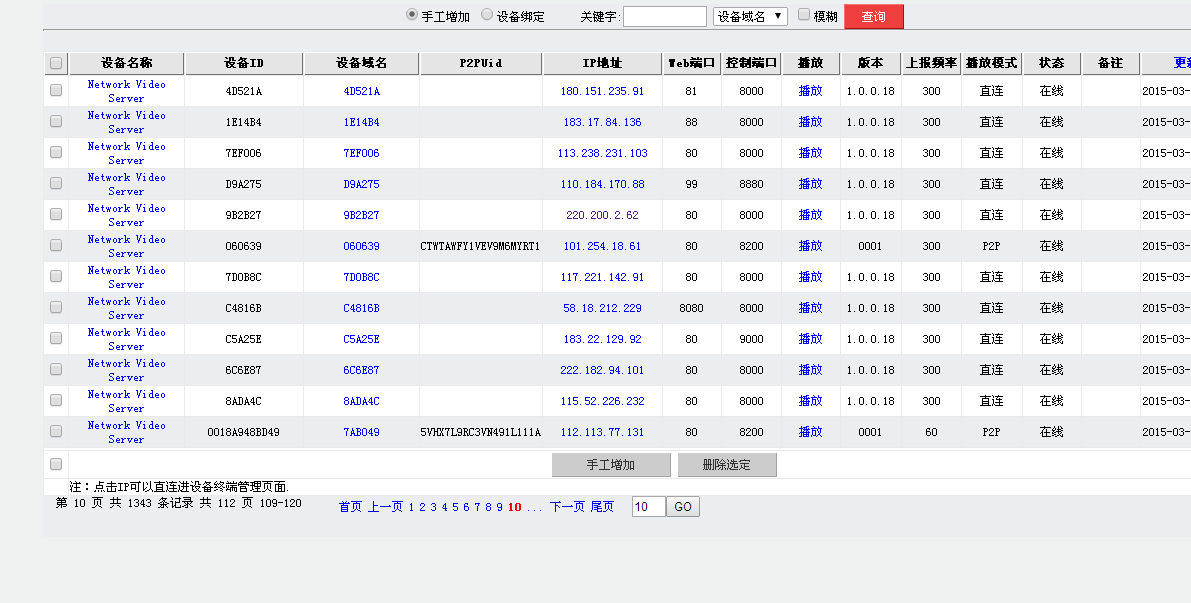 手工增加 设备绑定 关键字: 设备域名 ▼ 模糊 查询
设备名称 设备ID 设备域名 P2PUid IP地址 Web端口 控制端口 播放 版本 上报频率 播放模式 状态 备注 更新
Network Video Server 4D521A 4D521A 180.151.235.91 81 8000 播放 1.0.0.18 300 直连 在线 2015-03-
Network Video Server 1E14B4 1E14B4 183.17.84.136 88 8000 播放 1.0.0.18 300 直连 在线 2015-03-
Network Video Server 7EF006 7EF006 113.238.231.103 80 8000 播放 1.0.0.18 300 直连 在线 2015-03-
Network Video Server D9A275 D9A275 110.184.170.88 99 8880 播放 1.0.0.18 300 直连 在线 2015-03-
Network Video Server 9B2B27 9B2B27 220.200.2.62 80 8000 播放 1.0.0.18 300 直连 在线 2015-03-
Network Video Server 060639 060639 CTWTAWFY1VEV9M6MYRT1 101.254.18.61 80 8200 播放 0001 300 P2P 在线 2015-03-
Network Video Server 7D0B8C 7D0B8C 117.221.142.91 80 8000 播放 1.0.0.18 300 直连 在线 2015-03-
Network Video Server C4816B C4816B 58.18.212.229 8080 8000 播放 1.0.0.18 300 直连 在线 2015-03-
Network Video Server C5A25E C5A25E 183.22.129.92 80 9000 播放 1.0.0.18 300 直连 在线 2015-03-
Network Video Server 6C6E87 6C6E87 222.182.94.101 80 8000 播放 1.0.0.18 300 直连 在线 2015-03-
Network Video Server 8ADA4C 8ADA4C 115.52.226.232 80 8000 播放 1.0.0.18 300 直连 在线 2015-03-
Network Video Server 0018A948BD49 7AB049 5VHX7L9RC3VN491L111A 112.113.77.131 80 8200 播放 0001 60 P2P 在线 2015-03-
手工增加 删除选定
注：点击IP可以直连进设备终端管理页面.
第 10 页 共 1343 条记录 共 112 页 109-120 首页 上一页 1 2 3 4 5 6 7 8 9 10 ... 下一页 尾页 10 GO